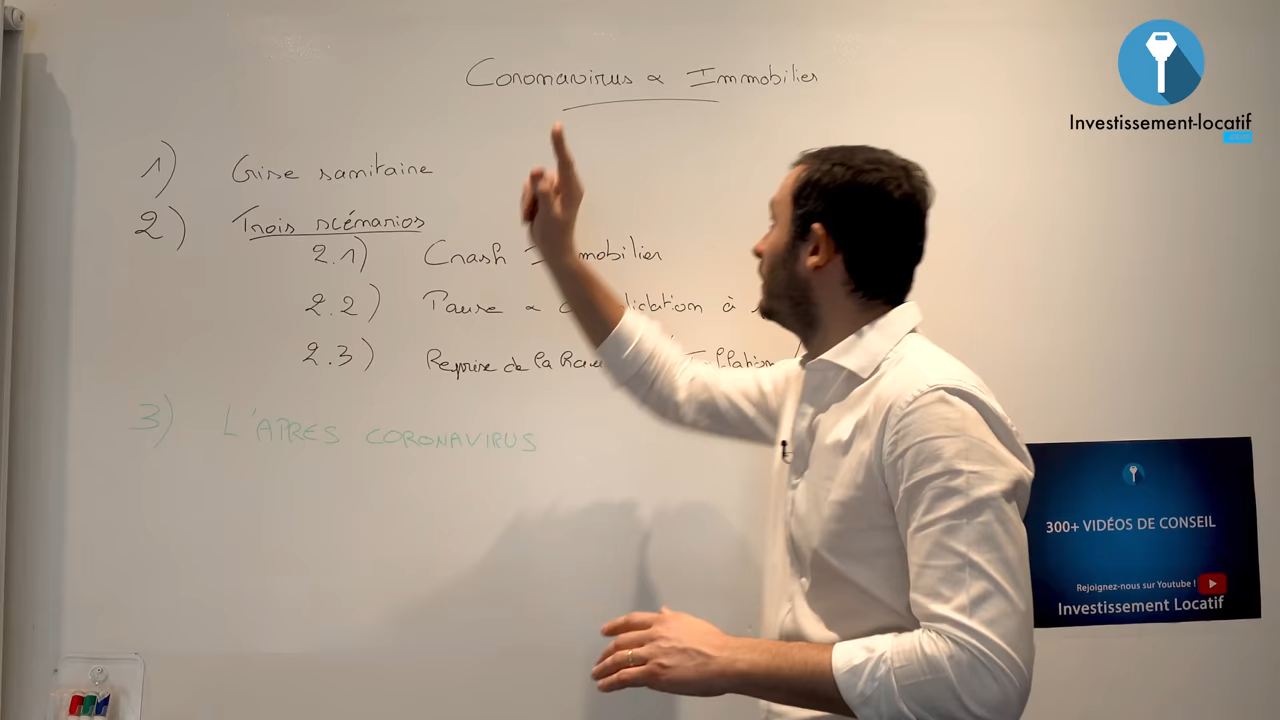 Coronavirus & Immobilier
1) Crise sanitaire
2) Trois scénarios
2.1) Crash mobilier
2.2) Pause & à
2.3) Reprise de la
3) L'APRES CORONAVIRUS
Investissement-locatif
300+ VIDÉOS DE CONSEIL
Rejoignez-nous sur Youtube !
Investissement Locatif